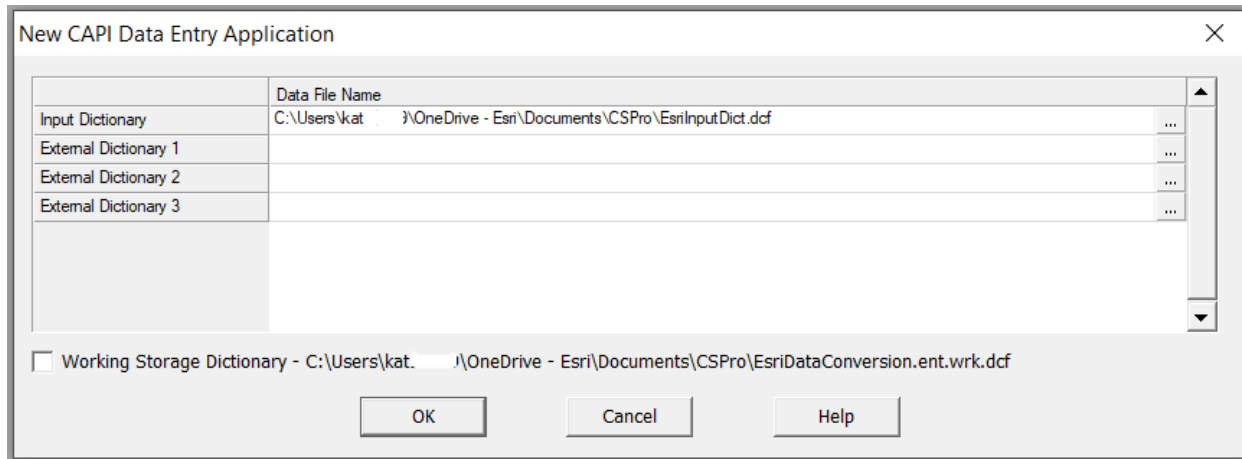 New CAPI Data Entry Application
Data File Name
Input Dictionary C:\Users\kat \OneDrive - Esri\Documents\CSPro\EsriInputDict.dcf ...
External Dictionary 1 ...
External Dictionary 2 ...
External Dictionary 3 ...
Working Storage Dictionary - C:\Users\kat \OneDrive - Esri\Documents\CSPro\EsriDataConversion.ent.wrk.dcf
OK Cancel Help